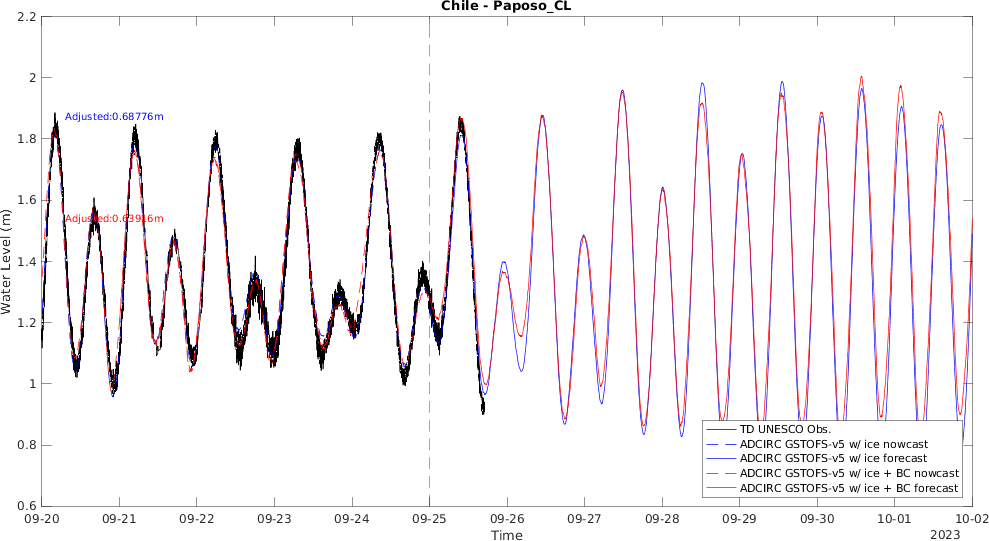 Chile - Paposo_CL
Water Level (m)
2.2
2
1.8
1.6
1.4
1.2
1
0.8
0.6
Adjusted:0.68776m
Adjusted:0.63916m
TD UNESCO Obs.
ADCIRC GSTOFS-v5 w/ ice nowcast
ADCIRC GSTOFS-v5 w/ ice forecast
ADCIRC GSTOFS-v5 w/ ice + BC nowcast
ADCIRC GSTOFS-v5 w/ ice + BC forecast
09-20 09-21 09-22 09-23 09-24 09-25 09-26 09-27 09-28 09-29 09-30 10-01 10-02
Time
2023